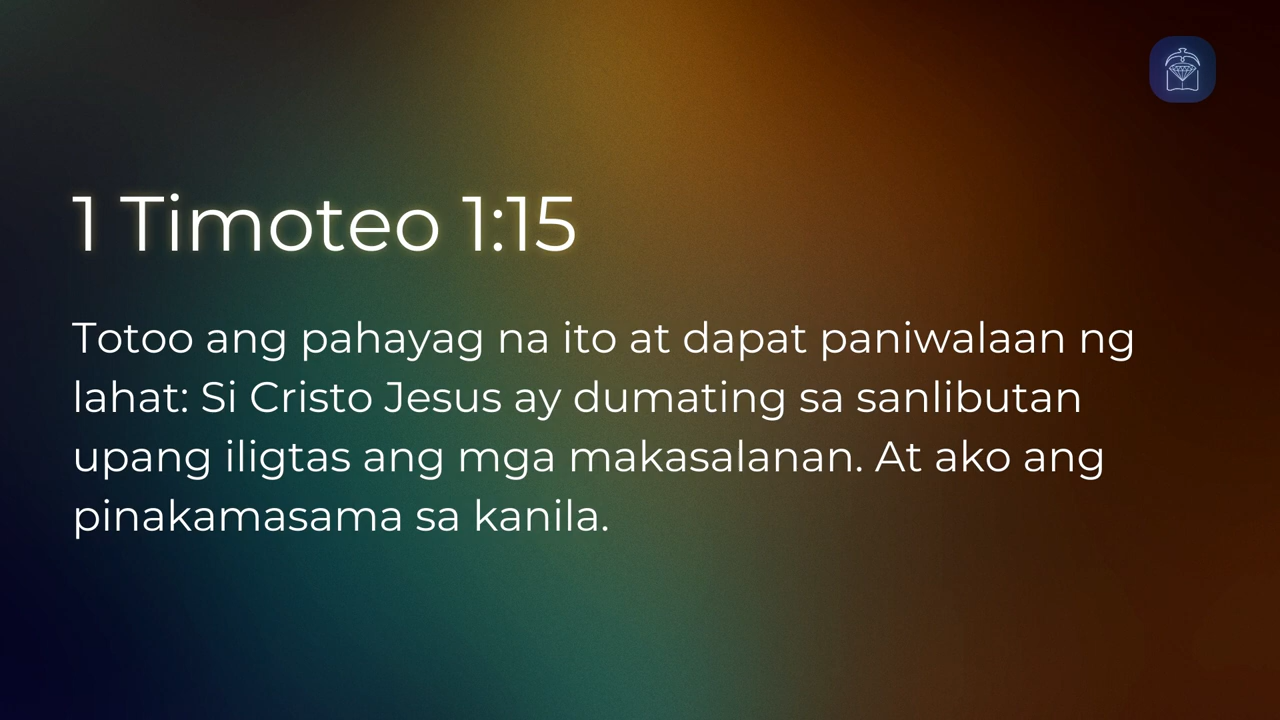 1 Timoteo 1:15
Totoo ang pahayag na ito at dapat paniwalaan ng
lahat: Si Cristo Jesus ay dumating sa sanlibutan
upang iligtas ang mga makasalanan. At ako ang
pinakamasama sa kanila.